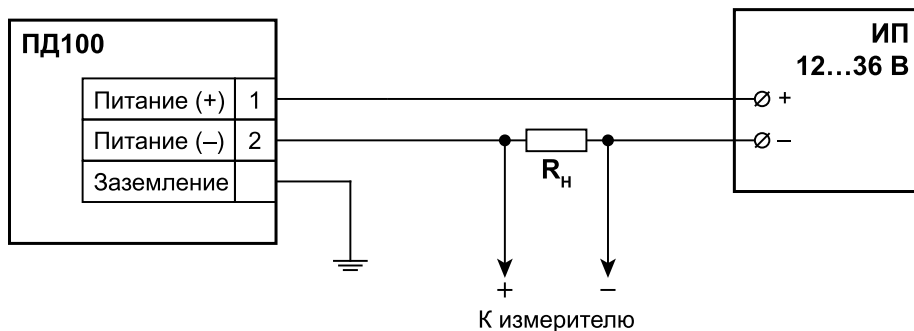 ПД100
ИП
12...36 В
Питание (+) 1
Питание (–) 2
Заземление
+
–
Rн
+
–
К измерителю